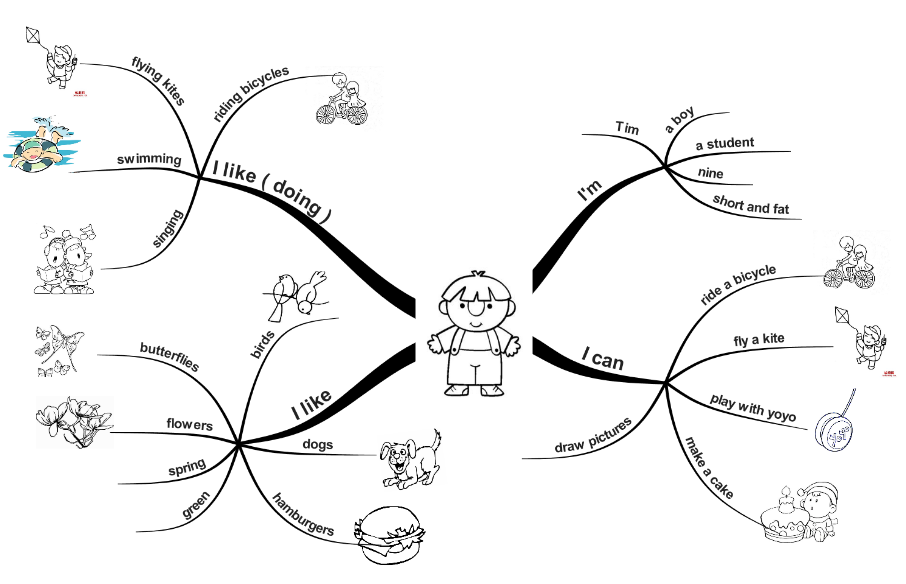 flying kites
riding bicycles
swimming
singing
I like ( doing )
I'm
Tim
a boy
a student
nine
short and fat
I like
birds
butterflies
flowers
spring
green
dogs
hamburgers
I can
ride a bicycle
fly a kite
play with yoyo
make a cake
draw pictures